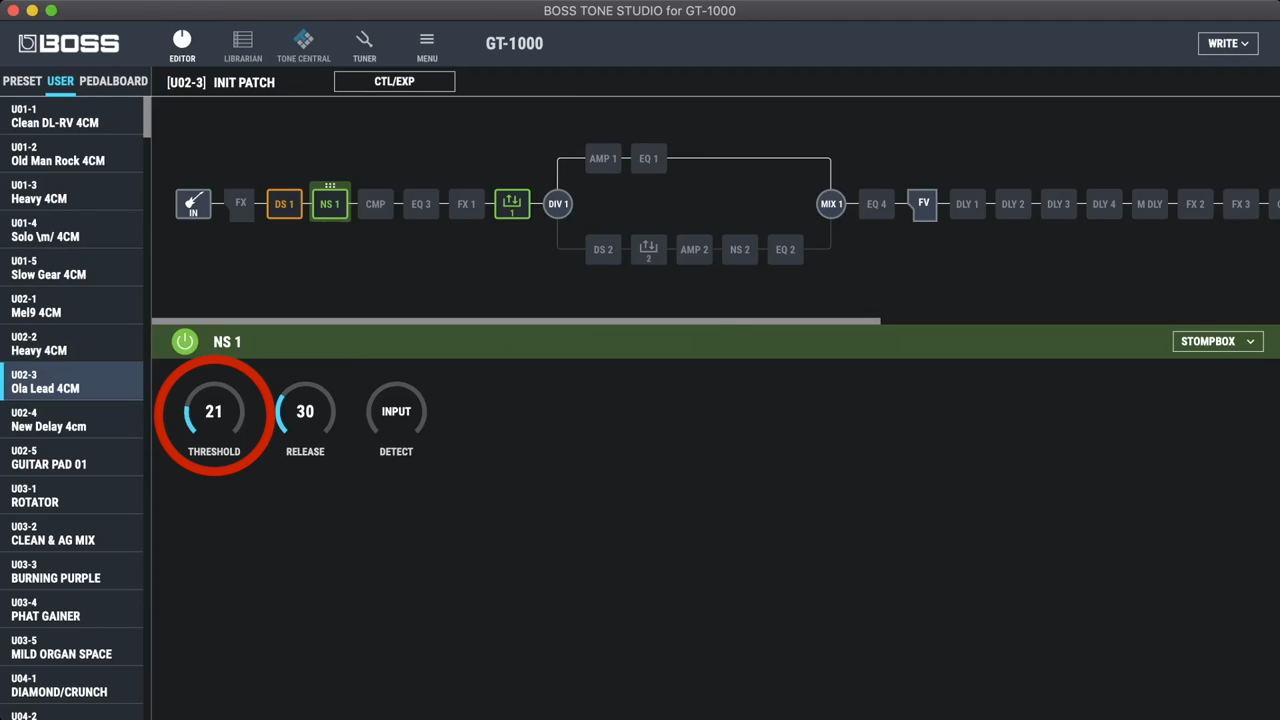 BOSS TONE STUDIO for GT-1000
BOSS
EDITOR
LIBRARIAN
TONE CENTRAL
TUNER
MENU
GT-1000
WRITE
PRESET USER PEDALBOARD
[U02-3] INIT PATCH
CTL/EXP
U01-1
Clean DL-RV 4CM
U01-2
Old Man Rock 4CM
U01-3
Heavy 4CM
U01-4
Solo \m/ 4CM
U01-5
Slow Gear 4CM
U02-1
Mel9 4CM
U02-2
Heavy 4CM
U02-3
Ola Lead 4CM
U02-4
New Delay 4cm
U02-5
GUITAR PAD 01
U03-1
ROTATOR
U03-2
CLEAN & AG MIX
U03-3
BURNING PURPLE
U03-4
PHAT GAINER
U03-5
MILD ORGAN SPACE
U04-1
DIAMOND/CRUNCH
U04-2
AMP 1 EQ 1
IN FX DS 1 NS 1 CMP EQ 3 FX 1 1 DIV 1 MIX 1 EQ 4 FV DLY 1 DLY 2 DLY 3 DLY 4 M DLY FX 2 FX 3
DS 2 2 AMP 2 NS 2 EQ 2
NS 1
STOMPBOX
21 30 INPUT
THRESHOLD RELEASE DETECT